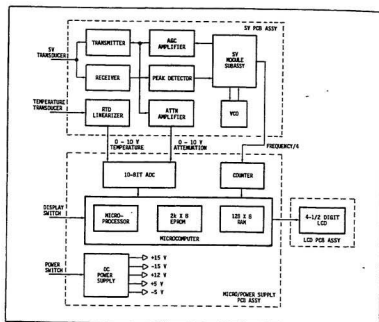 SV PCB ASSY
TRANSMITTER
AGC
AMPLIFIER
SV
MODULE
SUBASSY
SV
TRANSDUCER
RECEIVER
PEAK DETECTOR
TEMPERATURE
TRANSDUCER
RTD
LINEARIZER
ATTN
AMPLIFIER
VCO
0 - 10 V
TEMPERATURE
0 - 10 V
ATTENUATION
FREQUENCY/4
10-BIT ADC
COUNTER
DISPLAY
SWITCH
MICRO-
PROCESSOR
2k X 8
EPROM
128 X 8
RAM
MICROCOMPUTER
4-1/2 DIGIT
LCD
LCD PCB ASSY
POWER
SWITCH
DC
POWER
SUPPLY
+15 V
-15 V
+12 V
+5 V
-5 V
MICRO/POWER SUPPLY
PCB ASSY